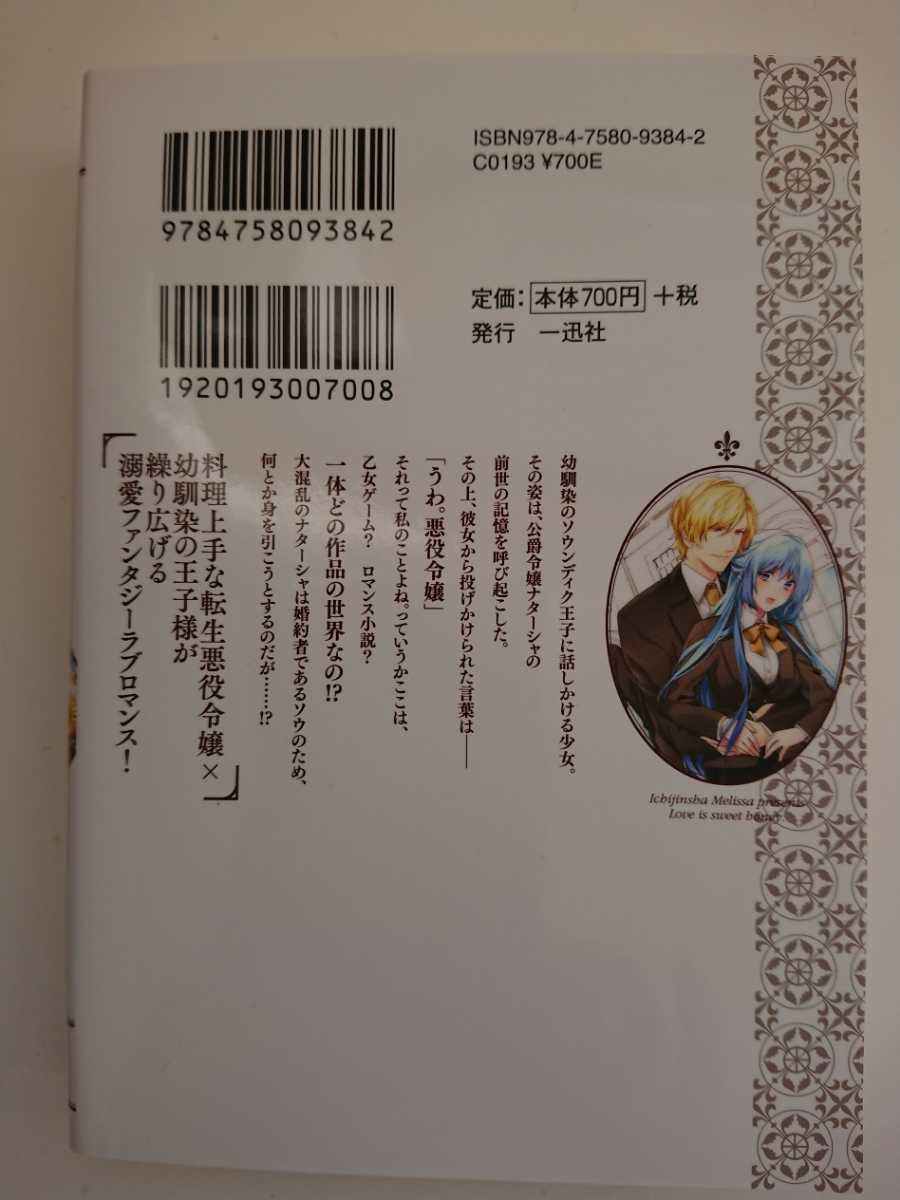 ISBN978-4-7580-9384-2
C0193 ¥700E
9784758093842
定価：本体700円＋税
発行　一迅社
1920193007008
幼馴染のソウンディク王子に話しかける少女。
その姿は、公爵令嬢ナターシャの
前世の記憶を呼び起こした。
その上、彼女から投げかけられた言葉は――
「うわ。悪役令嬢」
それって私のことよね。っていうかここは、
乙女ゲーム？　ロマンス小説？
一体どの作品の世界なの!?
大混乱のナターシャは婚約者であるソウのため、
何とか身を引こうとするのだが……!?
料理上手な転生悪役令嬢×
幼馴染の王子様が
繰り広げる
溺愛ファンタジーラブロマンス！
Ichijinsha Melissa presents
Love is sweet honey